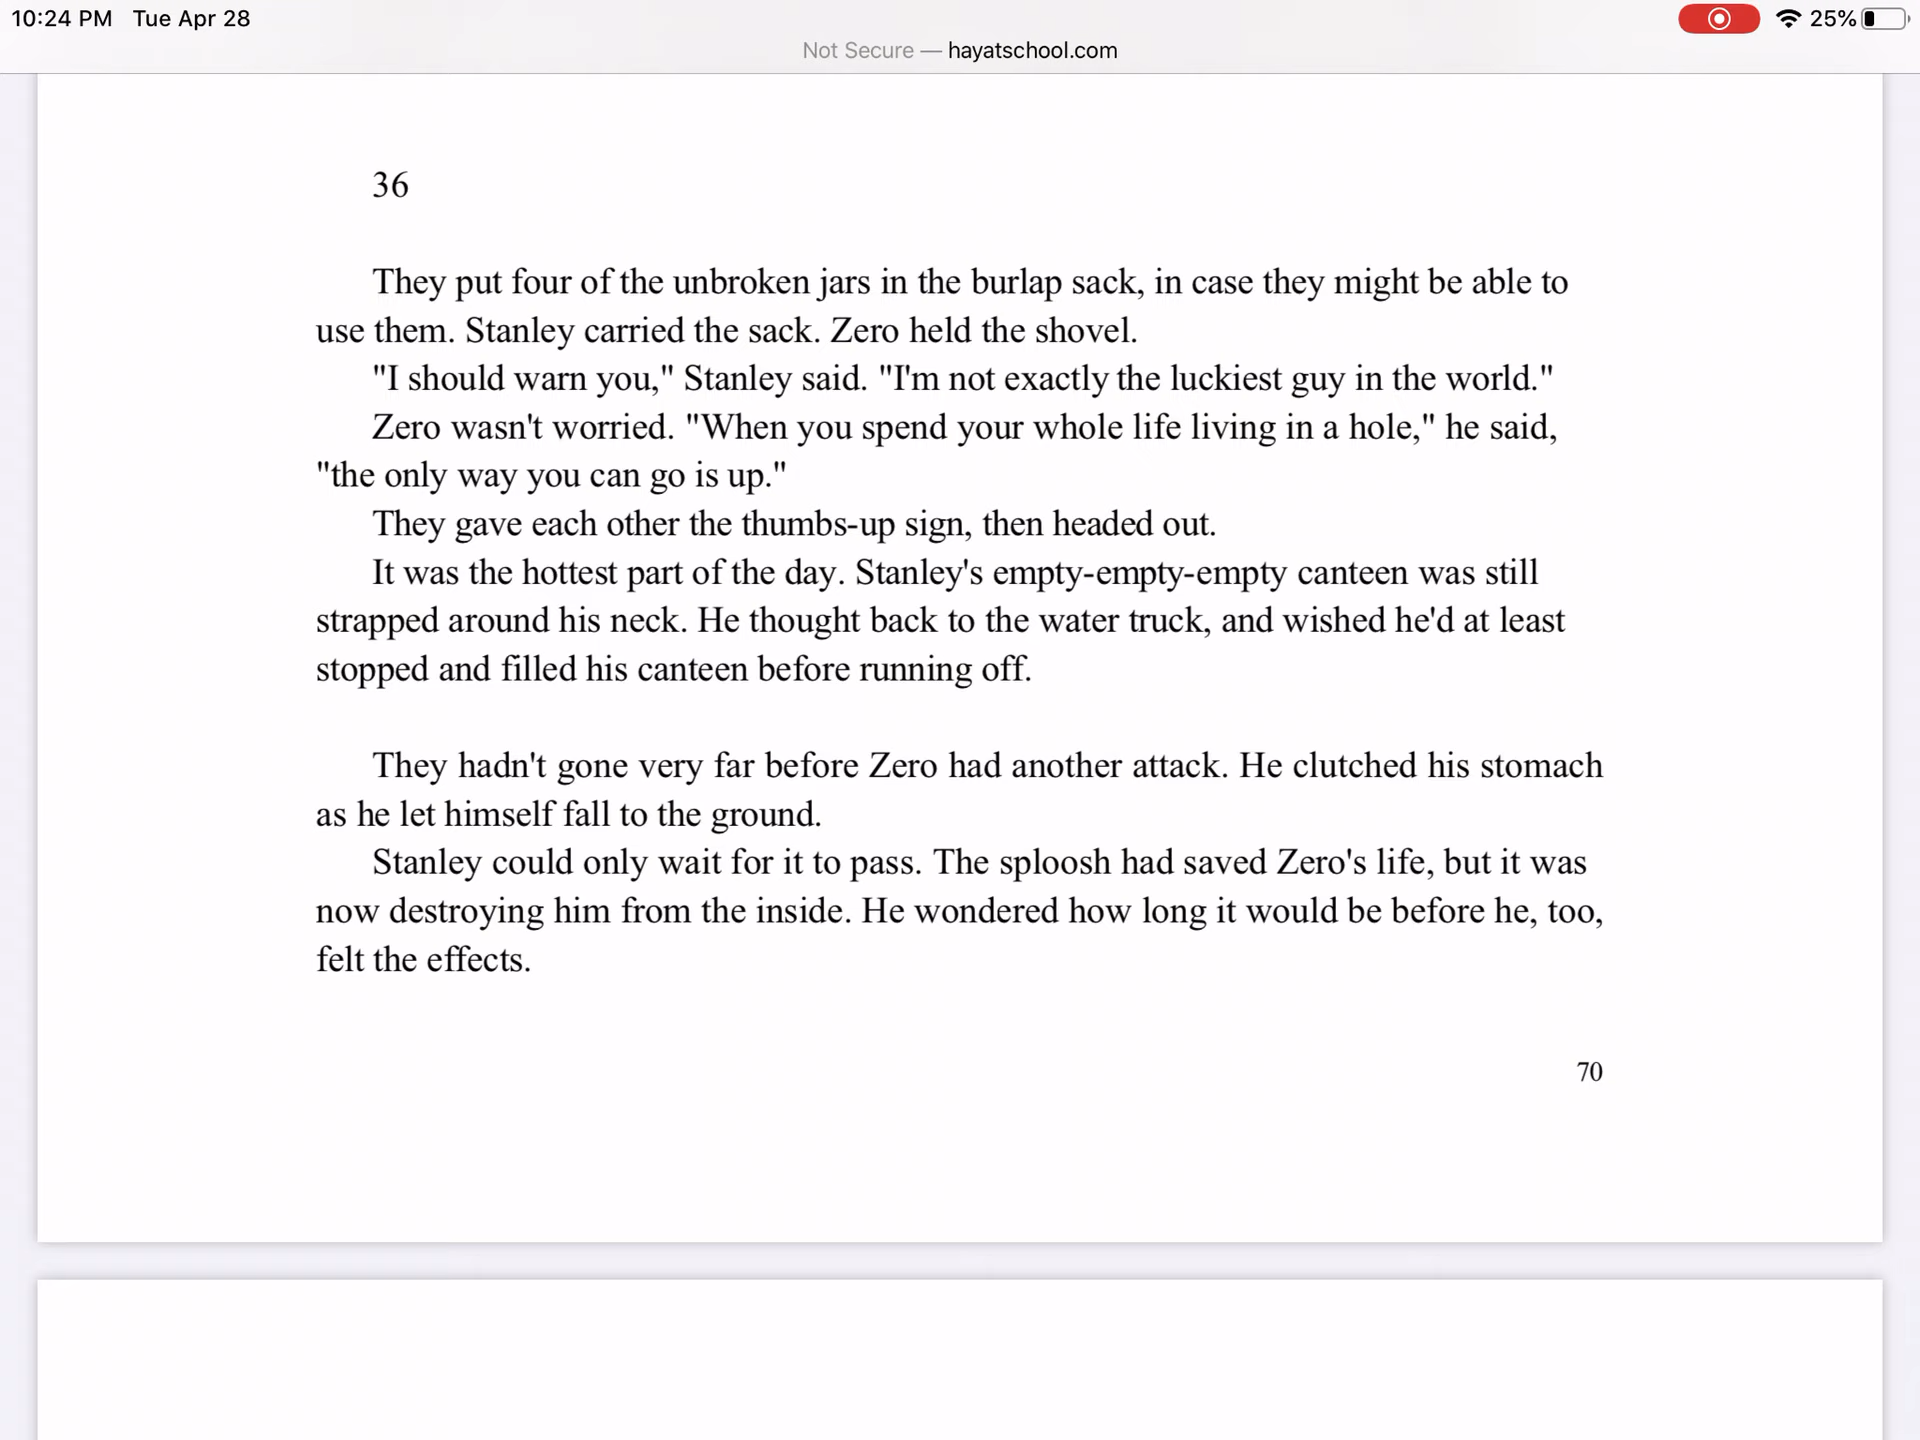 10:24 PM Tue Apr 28
25%
Not Secure — hayatschool.com
36
They put four of the unbroken jars in the burlap sack, in case they might be able to
use them. Stanley carried the sack. Zero held the shovel.
"I should warn you," Stanley said. "I'm not exactly the luckiest guy in the world."
Zero wasn't worried. "When you spend your whole life living in a hole," he said,
"the only way you can go is up."
They gave each other the thumbs-up sign, then headed out.
It was the hottest part of the day. Stanley's empty-empty-empty canteen was still
strapped around his neck. He thought back to the water truck, and wished he'd at least
stopped and filled his canteen before running off.
They hadn't gone very far before Zero had another attack. He clutched his stomach
as he let himself fall to the ground.
Stanley could only wait for it to pass. The sploosh had saved Zero's life, but it was
now destroying him from the inside. He wondered how long it would be before he, too,
felt the effects.
70